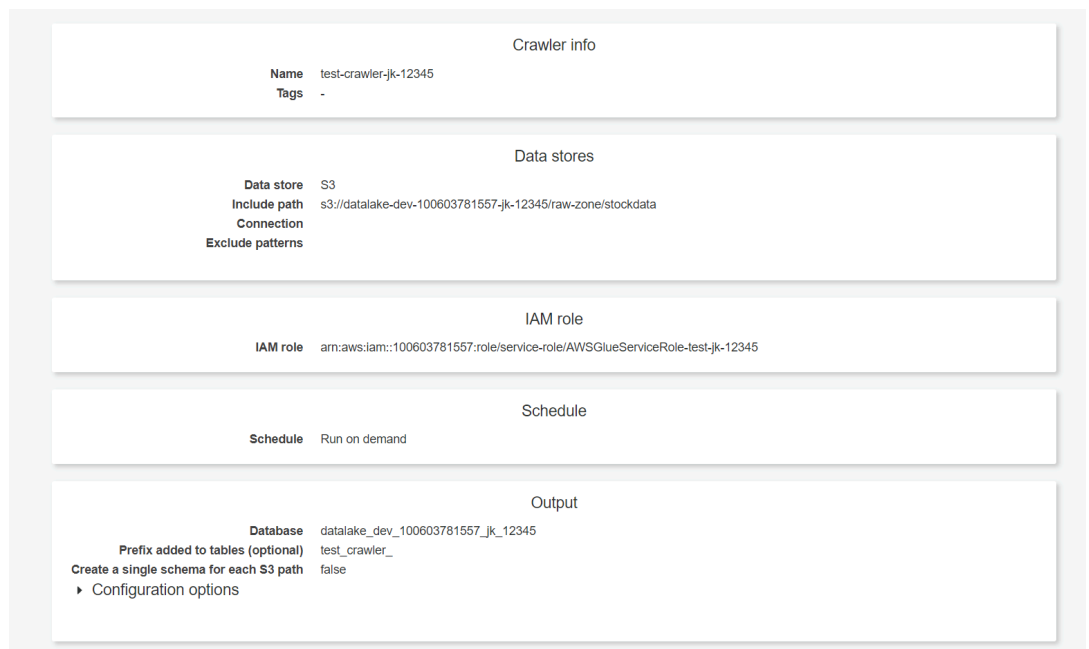 Crawler info
Name test-crawler-jk-12345
Tags -
Data stores
Data store S3
Include path s3://datalake-dev-100603781557-jk-12345/raw-zone/stockdata
Connection
Exclude patterns
IAM role
IAM role arn:aws:iam::100603781557:role/service-role/AWSGlueServiceRole-test-jk-12345
Schedule
Schedule Run on demand
Output
Database datalake_dev_100603781557_jk_12345
Prefix added to tables (optional) test_crawler_
Create a single schema for each S3 path false
Configuration options